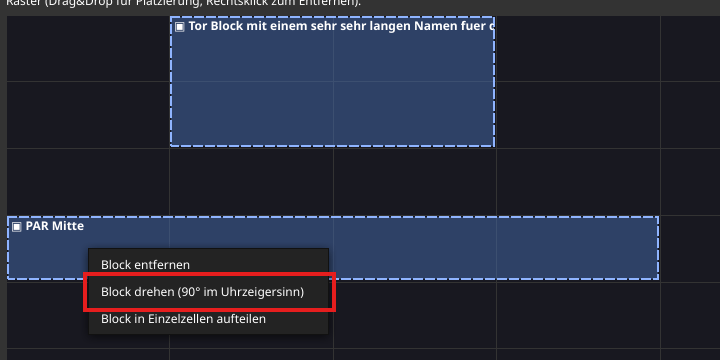 Raster (Drag&Drop für Platzierung, Rechtsklick zum Entfernen):
▣ Tor Block mit einem sehr sehr langen Namen fuer
▣ PAR Mitte
Block entfernen
Block drehen (90° im Uhrzeigersinn)
Block in Einzelzellen aufteilen